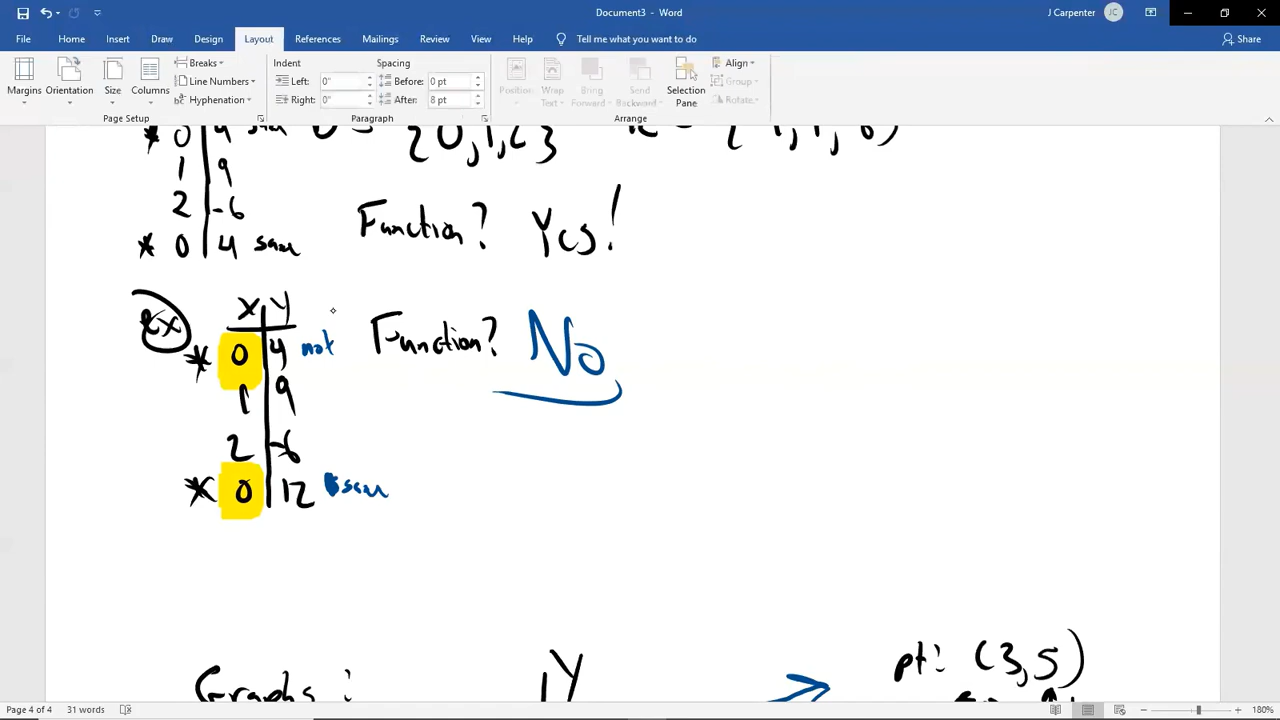 Document3 - Word
J Carpenter JC
File Home Insert Draw Design Layout References Mailings Review View Help Tell me what you want to do Share
Margins Orientation Size Columns Breaks Line Numbers Hyphenation
Indent Spacing
Left: 0" Before: 0 pt
Right: 0" After: 8 pt
Position Wrap Text Bring Forward Send Backward Selection Pane Align Group Rotate
Page Setup Paragraph Arrange
* 0 | 4
1 | 9
2 | -6
* 0 | 4 same
Function? Yes!
Ex
X | Y
* 0 | 4 not
1 | 9
2 | -6
* 0 | 12 same
Function? No
Graphs :
Y
pt: (3,5)
Page 4 of 4 31 words 180%